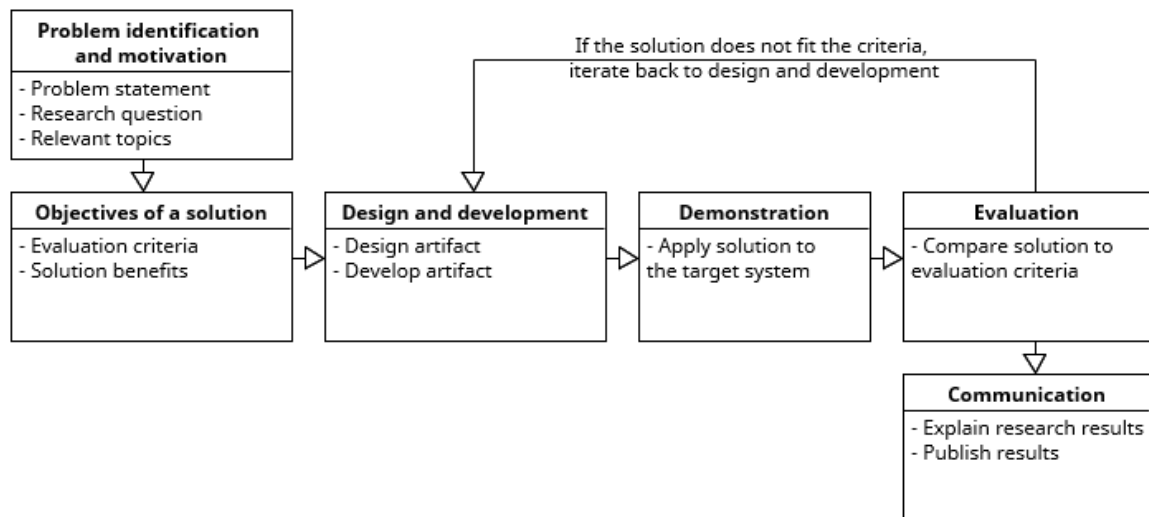 Problem identification
and motivation
- Problem statement
- Research question
- Relevant topics
If the solution does not fit the criteria,
iterate back to design and development
Objectives of a solution
- Evaluation criteria
- Solution benefits
Design and development
- Design artifact
- Develop artifact
Demonstration
- Apply solution to
the target system
Evaluation
- Compare solution to
evaluation criteria
Communication
- Explain research results
- Publish results